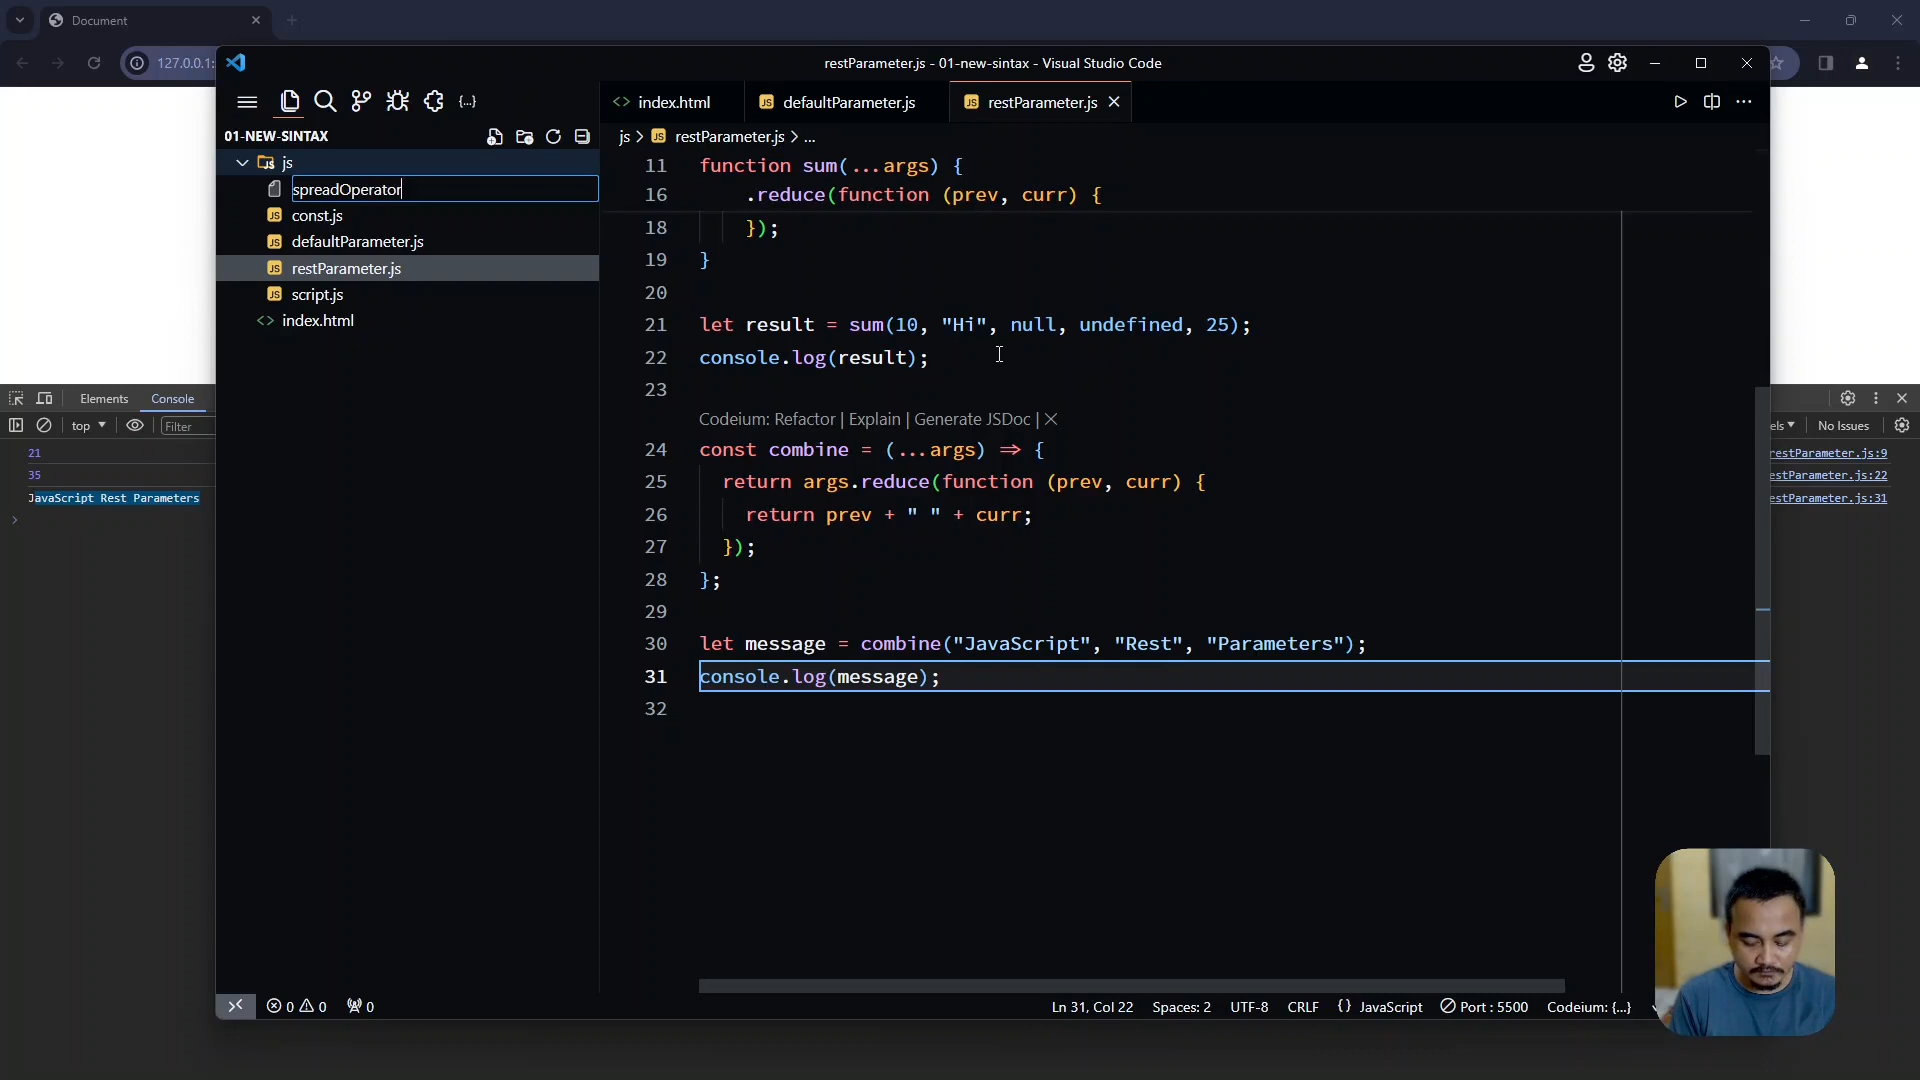 Document
127.0.0.1:
restParameter.js - 01-new-sintax - Visual Studio Code
index.html
defaultParameter.js
restParameter.js
01-NEW-SINTAX
js > restParameter.js > ...
js
spreadOperator
const.js
defaultParameter.js
restParameter.js
script.js
index.html
11 function sum(...args) {
16 .reduce(function (prev, curr) {
18 });
19 }
20
21 let result = sum(10, "Hi", null, undefined, 25);
22 console.log(result);
23
Codeium: Refactor | Explain | Generate JSDoc | X
24 const combine = (...args) => {
25 return args.reduce(function (prev, curr) {
26 return prev + " " + curr;
27 });
28 };
29
30 let message = combine("JavaScript", "Rest", "Parameters");
31 console.log(message);
32
Elements Console
top Filter
els No Issues
21 restParameter.js:9
35 estParameter.js:22
JavaScript Rest Parameters estParameter.js:31
0 0 0
Ln 31, Col 22 Spaces: 2 UTF-8 CRLF {} JavaScript Port : 5500 Codeium: {...}